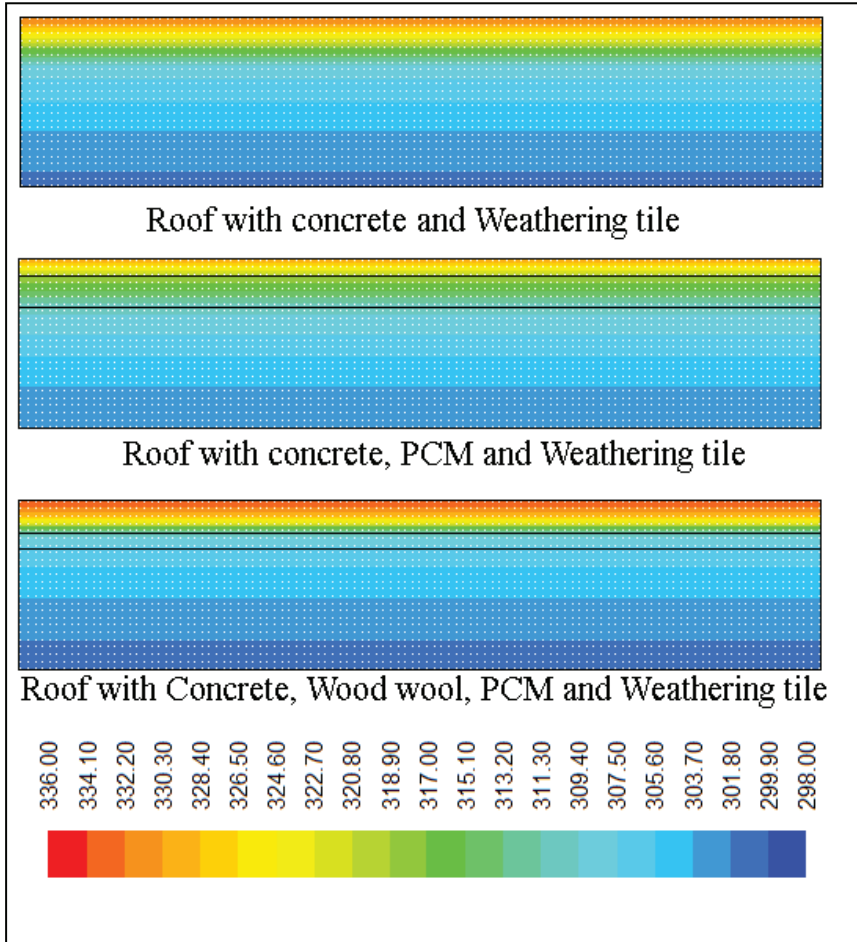 Roof with concrete and Weathering tile
Roof with concrete, PCM and Weathering tile
Roof with Concrete, Wood wool, PCM and Weathering tile
336.00 334.10 332.20 330.30 328.40 326.50 324.60 322.70 320.80 318.90 317.00 315.10 313.20 311.30 309.40 307.50 305.60 303.70 301.80 299.90 298.00